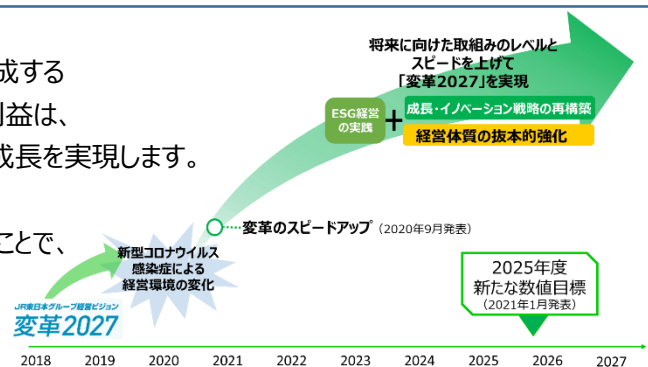 成する
利益は、
成長を実現します。
ことで、
将来に向けた取組みのレベルと
スピードを上げて
「変革2027」を実現
ESG経営
の実践
+
成長・イノベーション戦略の再構築
経営体質の抜本的強化
変革のスピードアップ（2020年9月発表）
新型コロナウイルス
感染症による
経営環境の変化
JR東日本グループ経営ビジョン
変革2027
2025年度
新たな数値目標
（2021年1月発表）
2018 2019 2020 2021 2022 2023 2024 2025 2026 2027